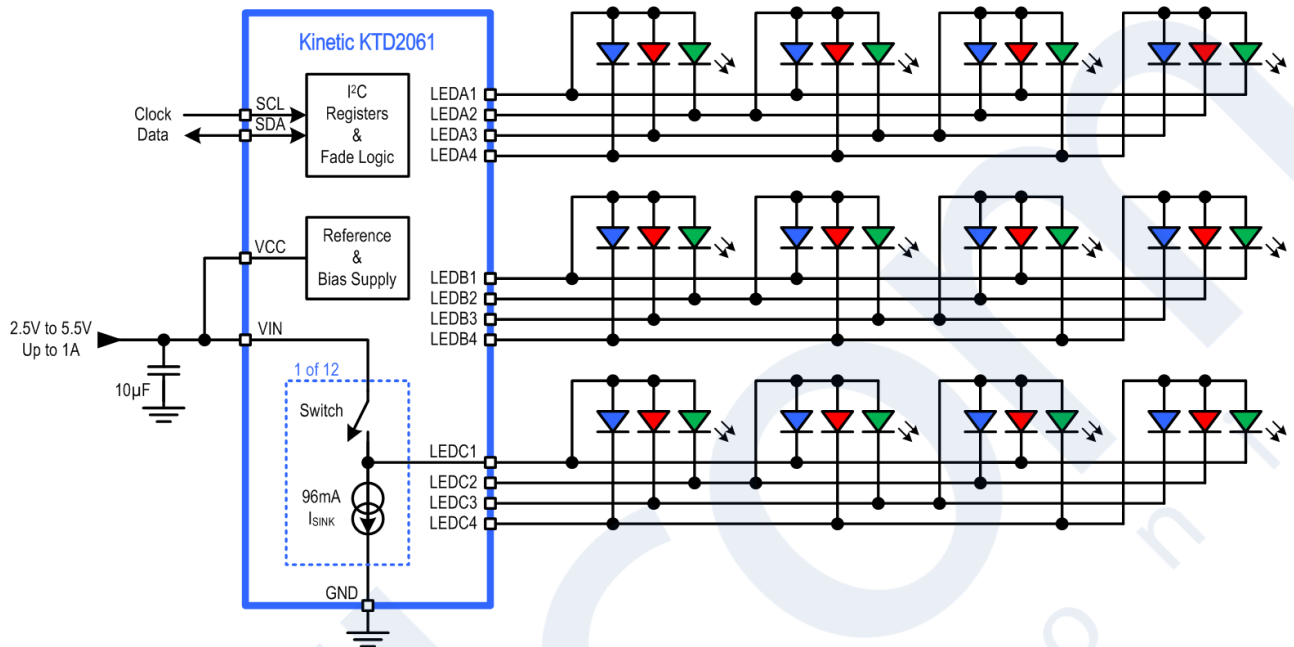 Kinetic KTD2061
I²C
Registers
&
Fade Logic
Clock
Data
SCL
SDA
LEDA1
LEDA2
LEDA3
LEDA4
Reference
&
Bias Supply
VCC
LEDB1
LEDB2
LEDB3
LEDB4
2.5V to 5.5V
Up to 1A
VIN
10µF
1 of 12
Switch
96mA
ISINK
LEDC1
LEDC2
LEDC3
LEDC4
GND